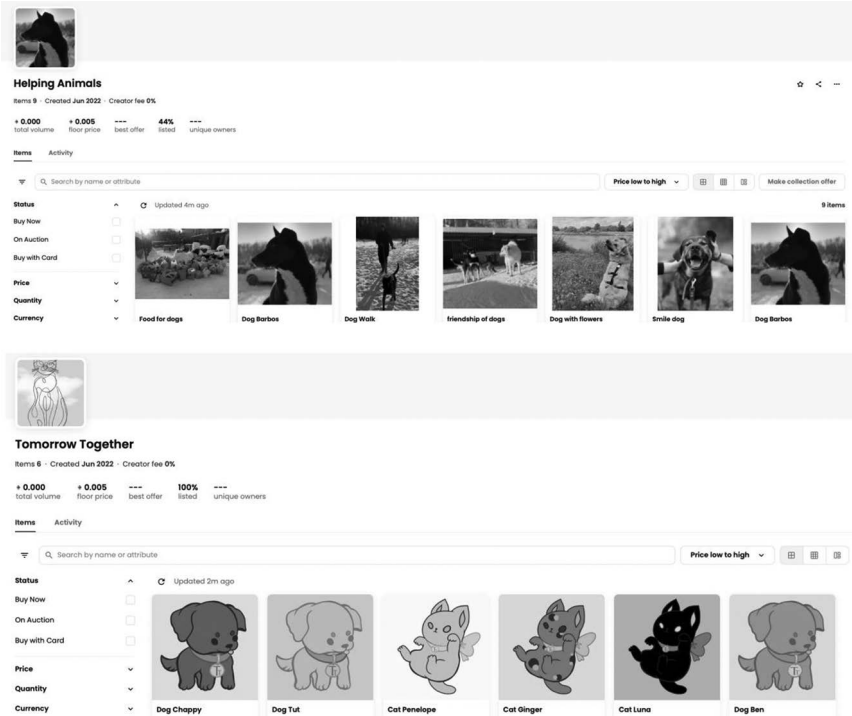 Helping Animals
Items 9 · Created Jun 2022 · Creator fee 0%
0.000 0.005 --- 44% ---
total volume floor price best offer listed unique owners
Items Activity
Search by name or attribute Price low to high Make collection offer
Status Updated 4m ago 9 items
Buy Now
On Auction
Buy with Card
Price
Quantity
Currency
Food for dogs Dog Barbos Dog Walk friendship of dogs Dog with flowers Smile dog Dog Barbos
Tomorrow Together
Items 6 · Created Jun 2022 · Creator fee 0%
0.000 0.005 --- 100% ---
total volume floor price best offer listed unique owners
Items Activity
Search by name or attribute Price low to high
Status Updated 2m ago
Buy Now
On Auction
Buy with Card
Price
Quantity
Currency
Dog Chappy Dog Tut Cat Penelope Cat Ginger Cat Luna Dog Ben